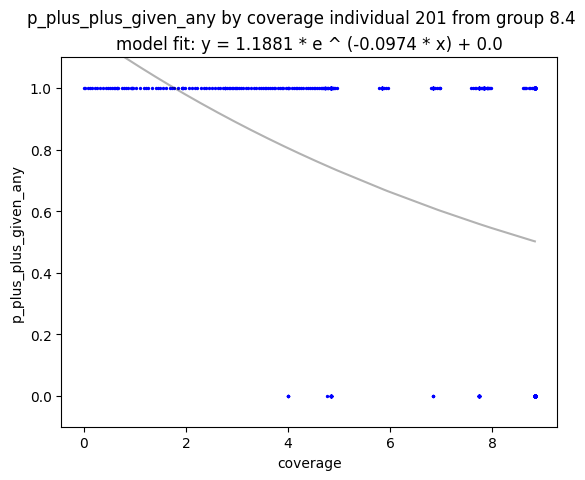 p_plus_plus_given_any by coverage individual 201 from group 8.4
model fit: y = 1.1881 * e ^ (-0.0974 * x) + 0.0
1.0
0.8
0.6
0.4
0.2
0.0
p_plus_plus_given_any
0
2
4
6
8
coverage